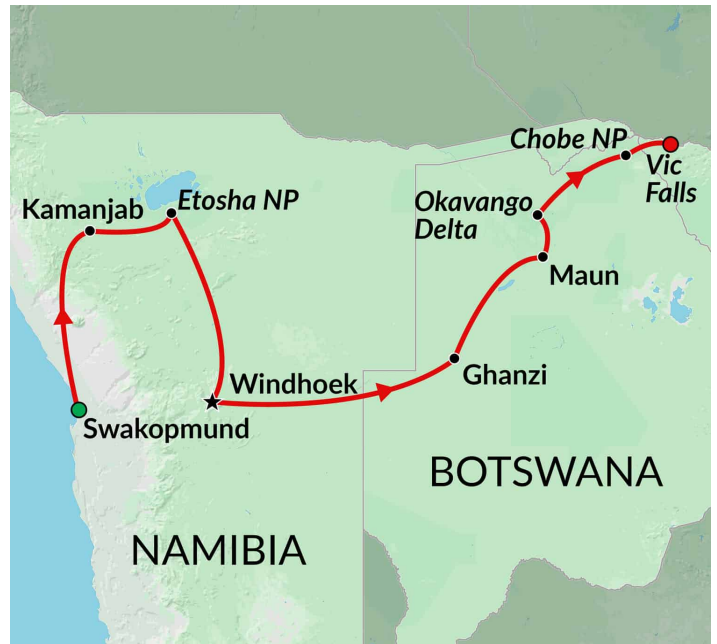 Chobe NP
Vic
Falls
Kamanjab
Etosha NP
Okavango
Delta
Maun
Windhoek
Ghanzi
Swakopmund
BOTSWANA
NAMIBIA